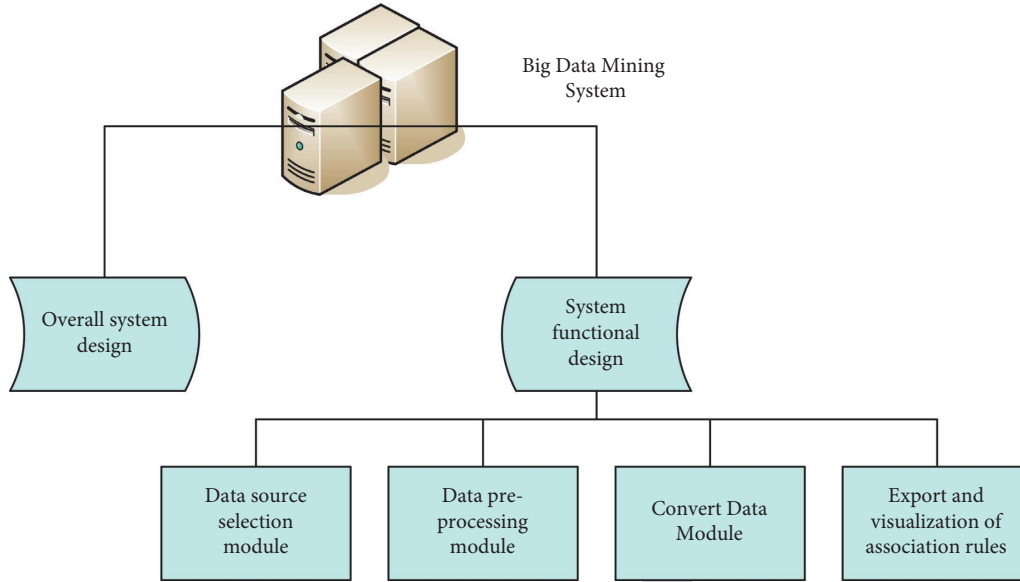 Big Data Mining
System
Overall system
design
System
functional
design
Data source
selection
module
Data pre-
processing
module
Convert Data
Module
Export and
visualization of
association rules